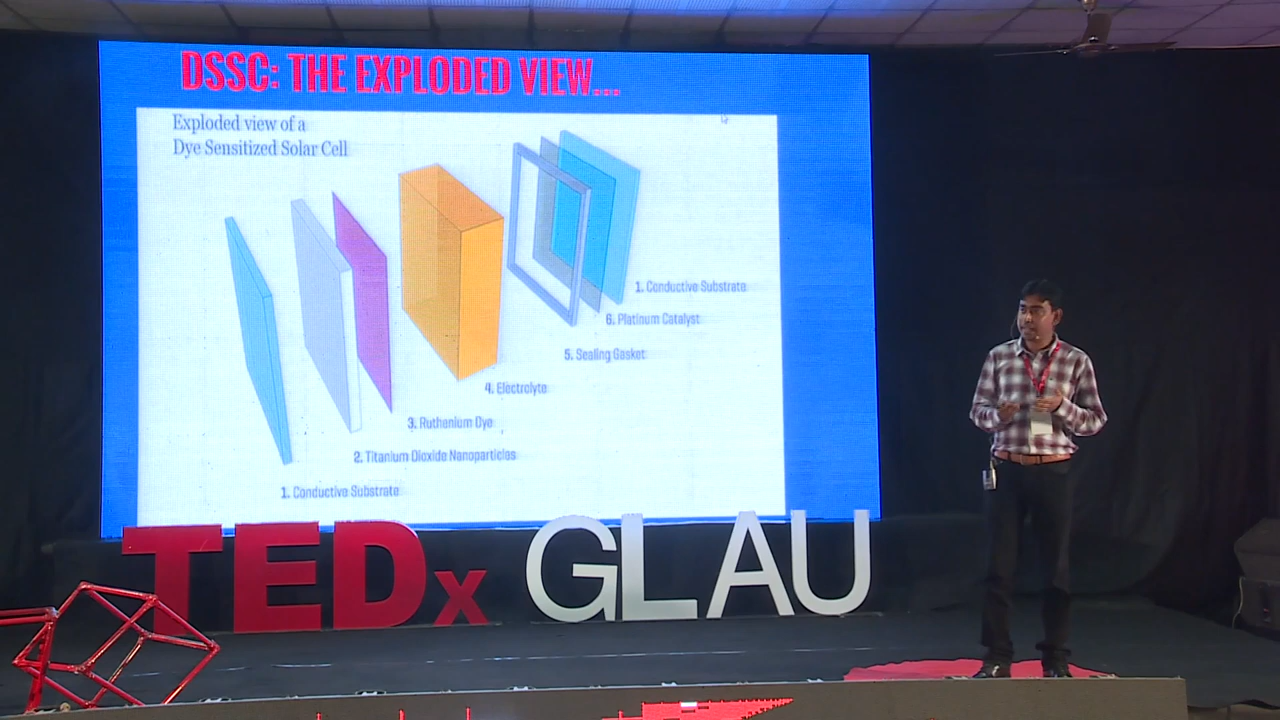 DSSC: THE EXPLODED VIEW...
Exploded view of a
Dye Sensitized Solar Cell
1. Conductive Substrate
6. Platinum Catalyst
5. Sealing Gasket
4. Electrolyte
3. Ruthenium Dye
2. Titanium Dioxide Nanoparticles
1. Conductive Substrate
TEDx GLAU